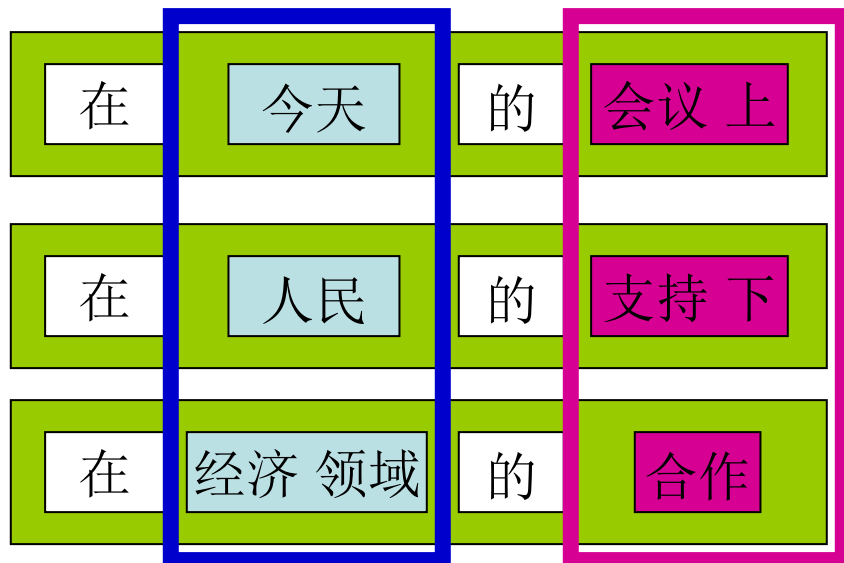 在 今天 的 会议 上
在 人民 的 支持 下
在 经济 领域 的 合作